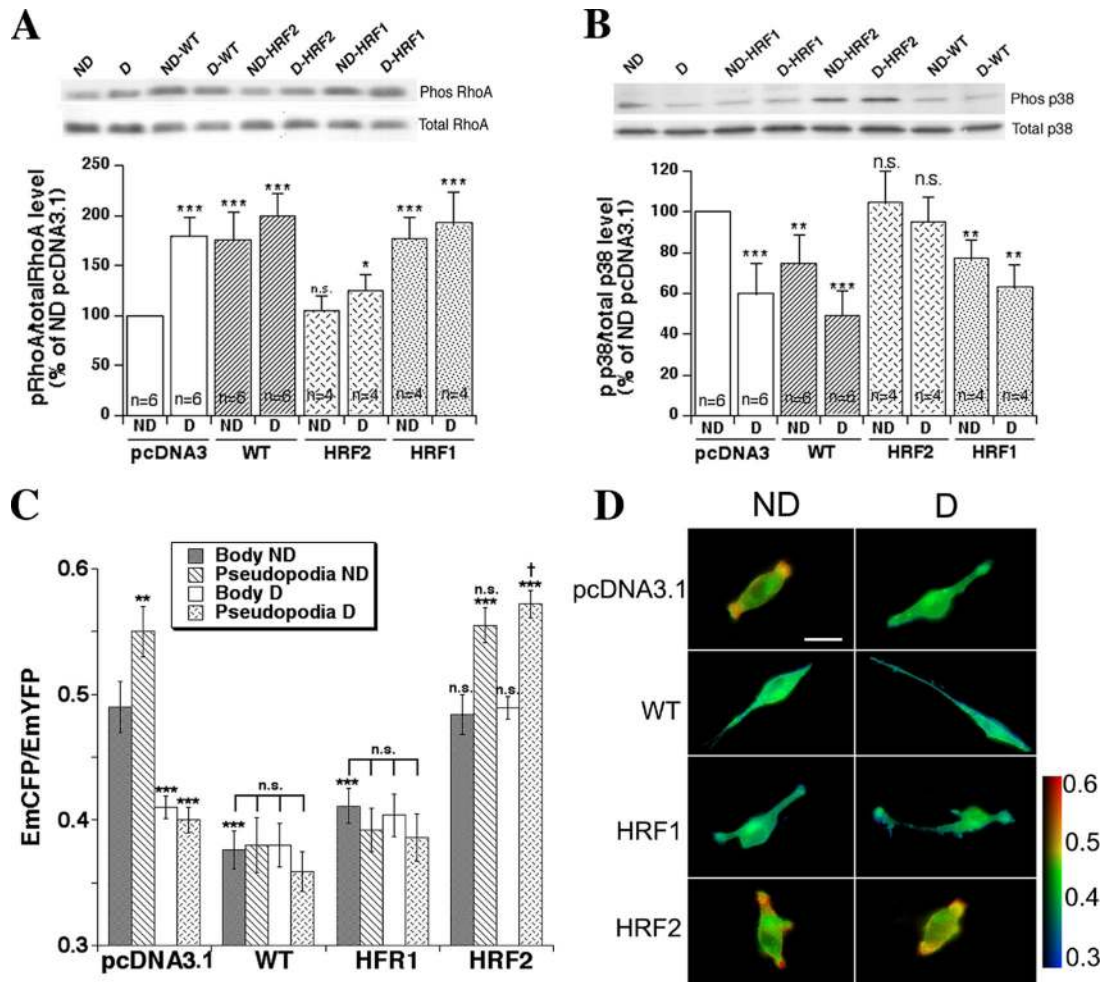 A
ND D ND-WT D-WT ND-HRF2 D-HRF2 ND-HRF1 D-HRF1
Phos RhoA
Total RhoA
pRhoA/totalRhoA level
(% of ND pcDNA3.1)
250
200
150
100
50
0
*** *** *** n.s. * *** ***
n=6 n=6 n=6 n=6 n=4 n=4 n=4 n=4
ND D ND D ND D ND D
pcDNA3 WT HRF2 HRF1
B
ND D ND-HRF1 D-HRF1 ND-HRF2 D-HRF2 ND-WT D-WT
Phos p38
Total p38
p p38/total p38 level
(% of ND pcDNA3.1)
120
100
80
60
40
20
0
*** ** *** n.s. n.s. ** **
n=6 n=6 n=6 n=6 n=4 n=4 n=4 n=4
ND D ND D ND D ND D
pcDNA3 WT HRF2 HRF1
C
Body ND
Pseudopodia ND
Body D
Pseudopodia D
EmCFP/EmYFP
0.6
0.5
0.4
0.3
** *** ***
*** n.s.
*** n.s.
n.s. n.s. *** n.s. † ***
pcDNA3.1 WT HFR1 HRF2
D
ND D
pcDNA3.1
WT
HRF1
HRF2
0.6
0.5
0.4
0.3